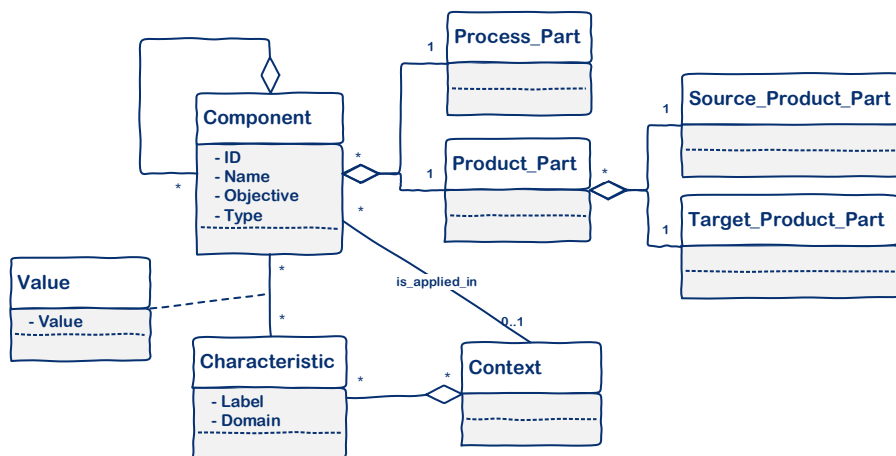 Process_Part
1
Source_Product_Part
1
Component
- ID
- Name
- Objective
- Type
*
*
1
Product_Part
*
*
1
Target_Product_Part
is_applied_in
*
Value
- Value
*
0..1
Characteristic
- Label
- Domain
*
*
Context